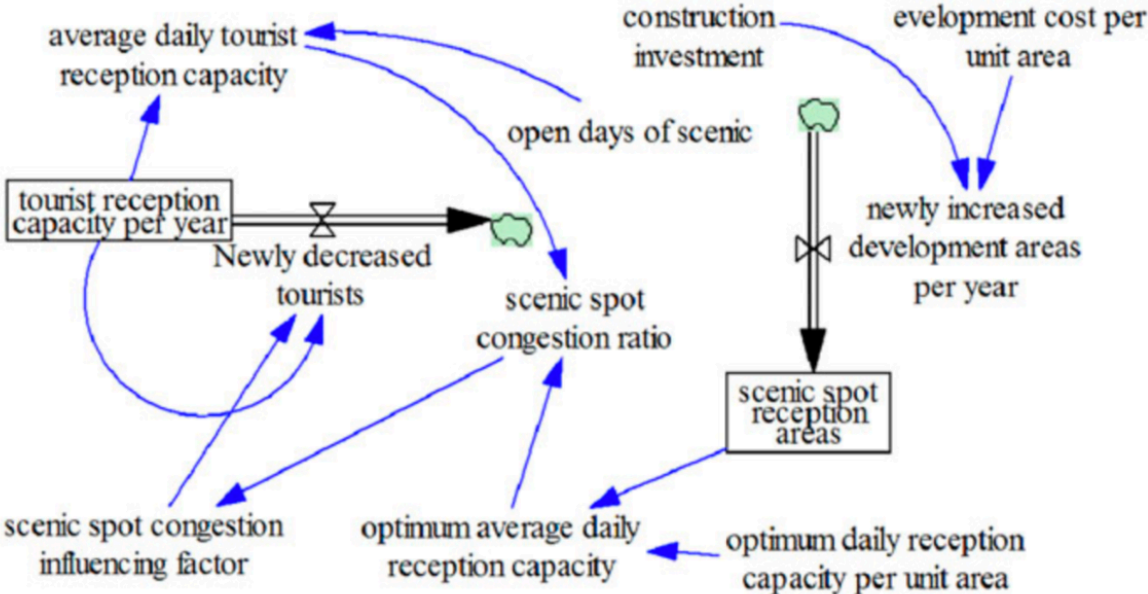 average daily tourist
reception capacity
construction
investment
evelopment cost per
unit area
open days of scenic
tourist reception
capacity per year
Newly decreased
tourists
newly increased
development areas
per year
scenic spot
congestion ratio
scenic spot
reception
areas
scenic spot congestion
influencing factor
optimum average daily
reception capacity
optimum daily reception
capacity per unit area